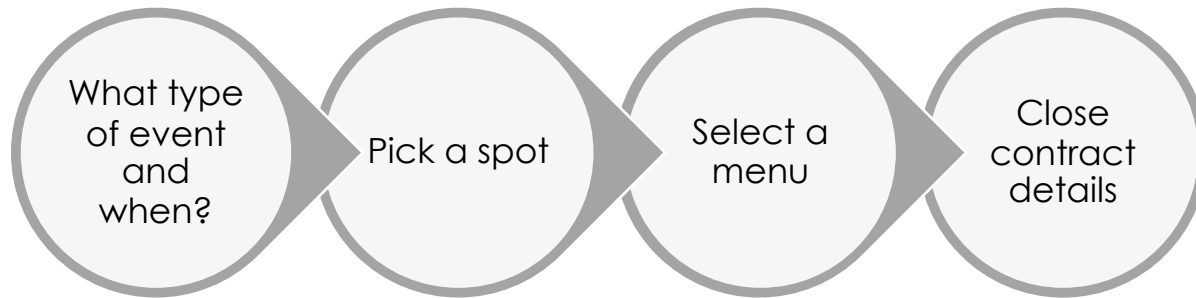 What type
of event
and
when?
Pick a spot
Select a
menu
Close
contract
details